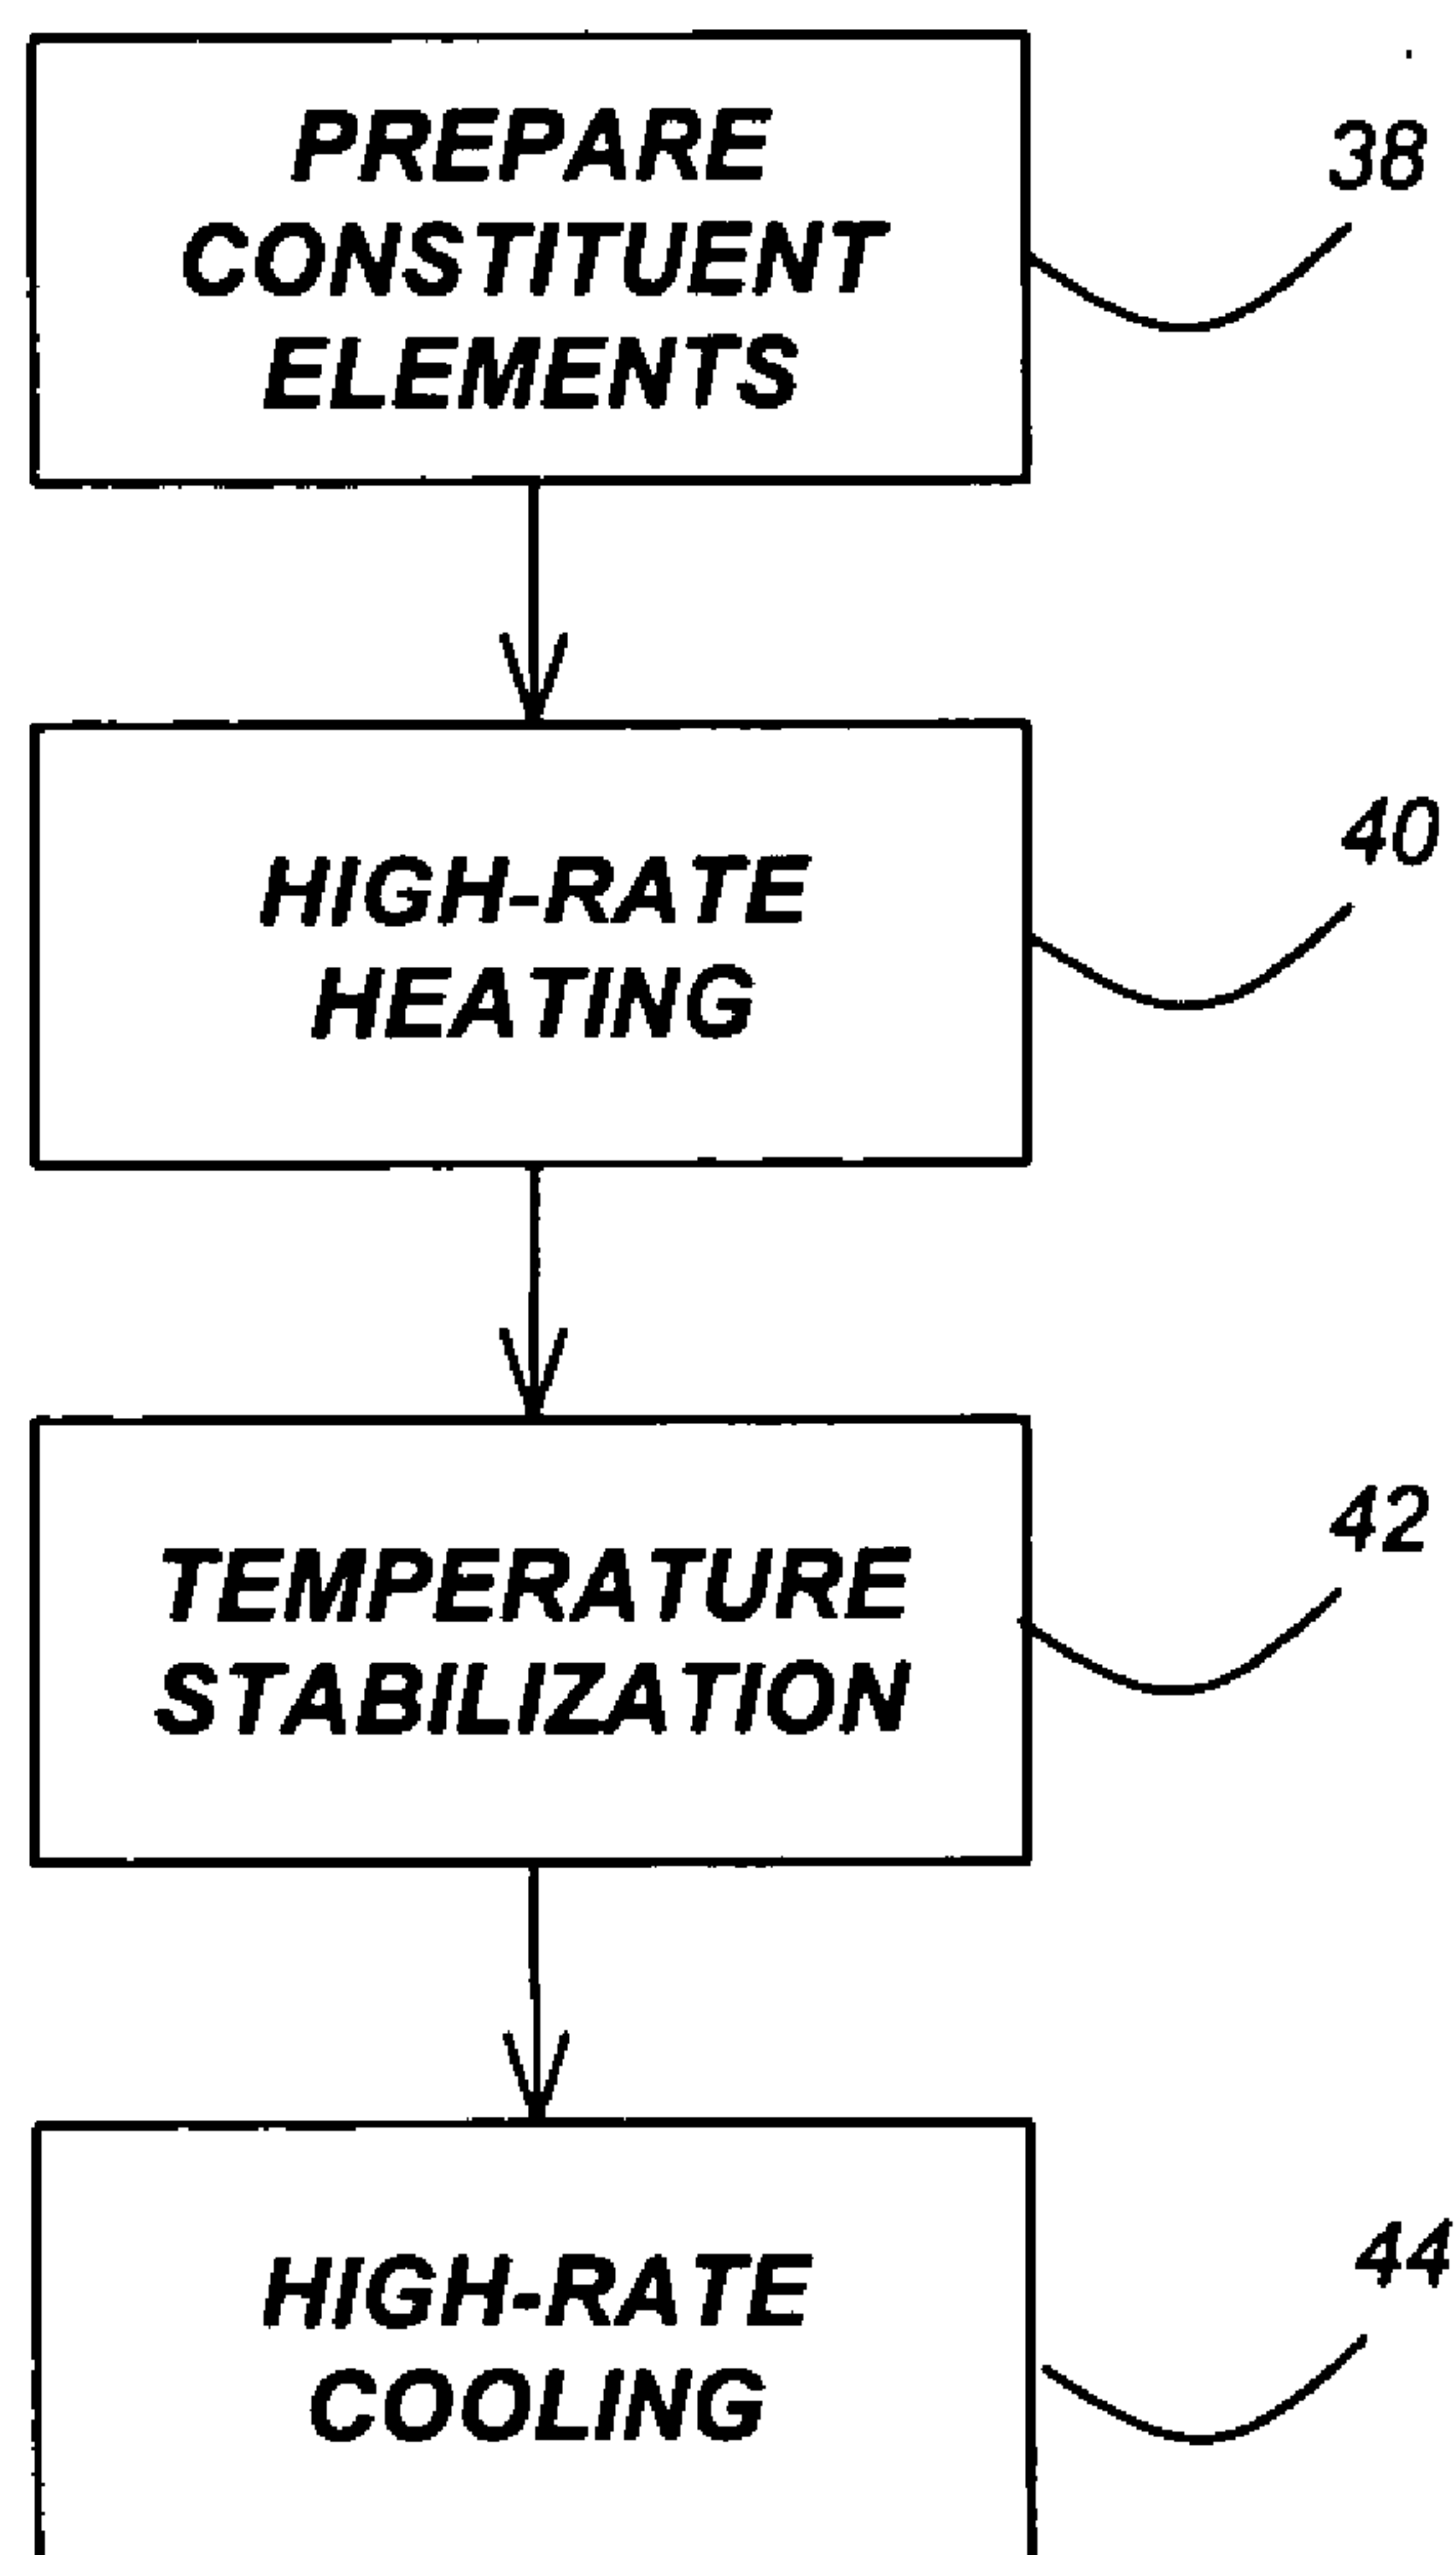 PREPARE
CONSTITUENT
ELEMENTS
38
HIGH-RATE
HEATING
40
TEMPERATURE
STABILIZATION
42
HIGH-RATE
COOLING
44